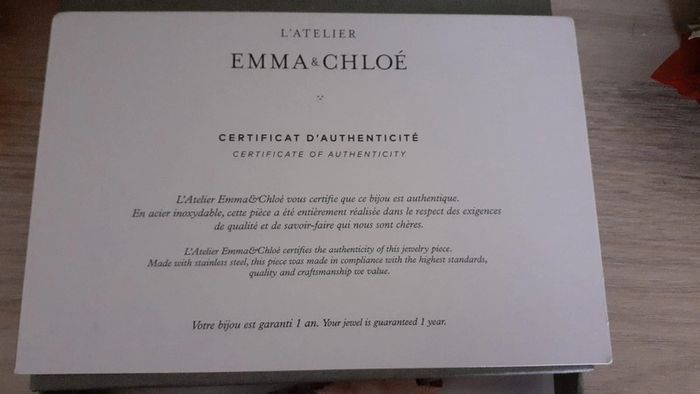 L'ATELIER
EMMA & CHLOÉ
CERTIFICAT D'AUTHENTICITÉ
CERTIFICATE OF AUTHENTICITY
L'Atelier Emma&Chloé vous certifie que ce bijou est authentique.
En acier inoxydable, cette pièce a été entièrement réalisée dans le respect des exigences
de qualité et de savoir-faire qui nous sont chères.
L'Atelier Emma&Chloé certifies the authenticity of this jewelry piece.
Made with stainless steel, this piece was made in compliance with the highest standards,
quality and craftsmanship we value.
Votre bijou est garanti 1 an. Your jewel is guaranteed 1 year.